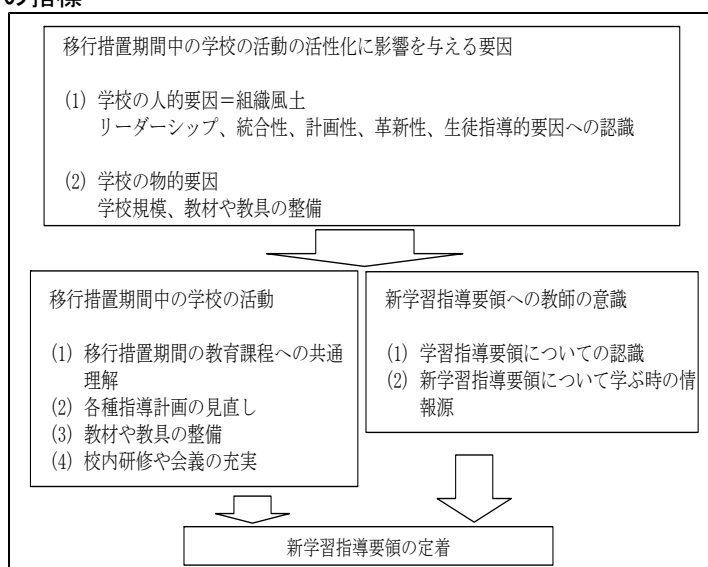 の指標
移行措置期間中の学校の活動の活性化に影響を与える要因
(1) 学校の人的要因＝組織風土
リーダーシップ、統合性、計画性、革新性、生徒指導的要因への認識
(2) 学校の物的要因
学校規模、教材や教具の整備
移行措置期間中の学校の活動
(1) 移行措置期間の教育課程への共通
理解
(2) 各種指導計画の見直し
(3) 教材や教具の整備
(4) 校内研修や会議の充実
新学習指導要領への教師の意識
(1) 学習指導要領についての認識
(2) 新学習指導要領について学ぶ時の情
報源
新学習指導要領の定着